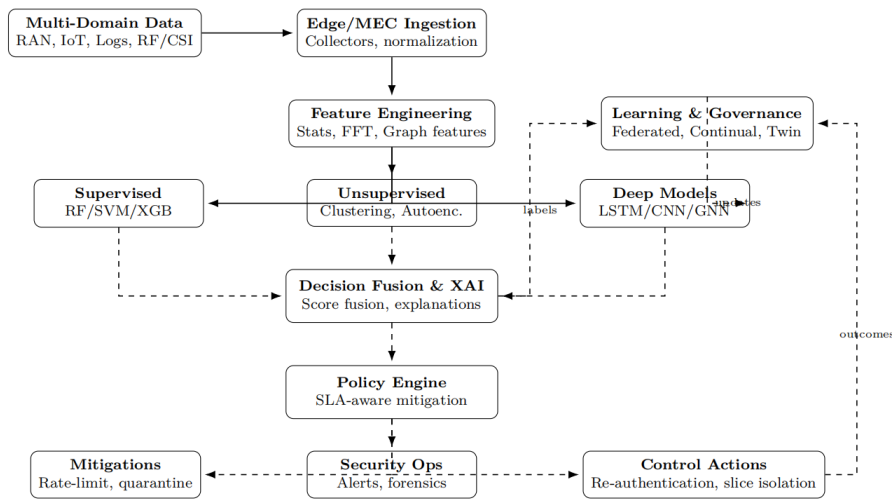 Multi-Domain Data
RAN, IoT, Logs, RF/CSI
Edge/MEC Ingestion
Collectors, normalization
Feature Engineering
Stats, FFT, Graph features
Learning & Governance
Federated, Continual, Twin
Supervised
RF/SVM/XGB
Unsupervised
Clustering, Autoenc.
labels
Deep Models
LSTM/CNN/GNN
updates
Decision Fusion & XAI
Score fusion, explanations
outcomes
Policy Engine
SLA-aware mitigation
Mitigations
Rate-limit, quarantine
Security Ops
Alerts, forensics
Control Actions
Re-authentication, slice isolation